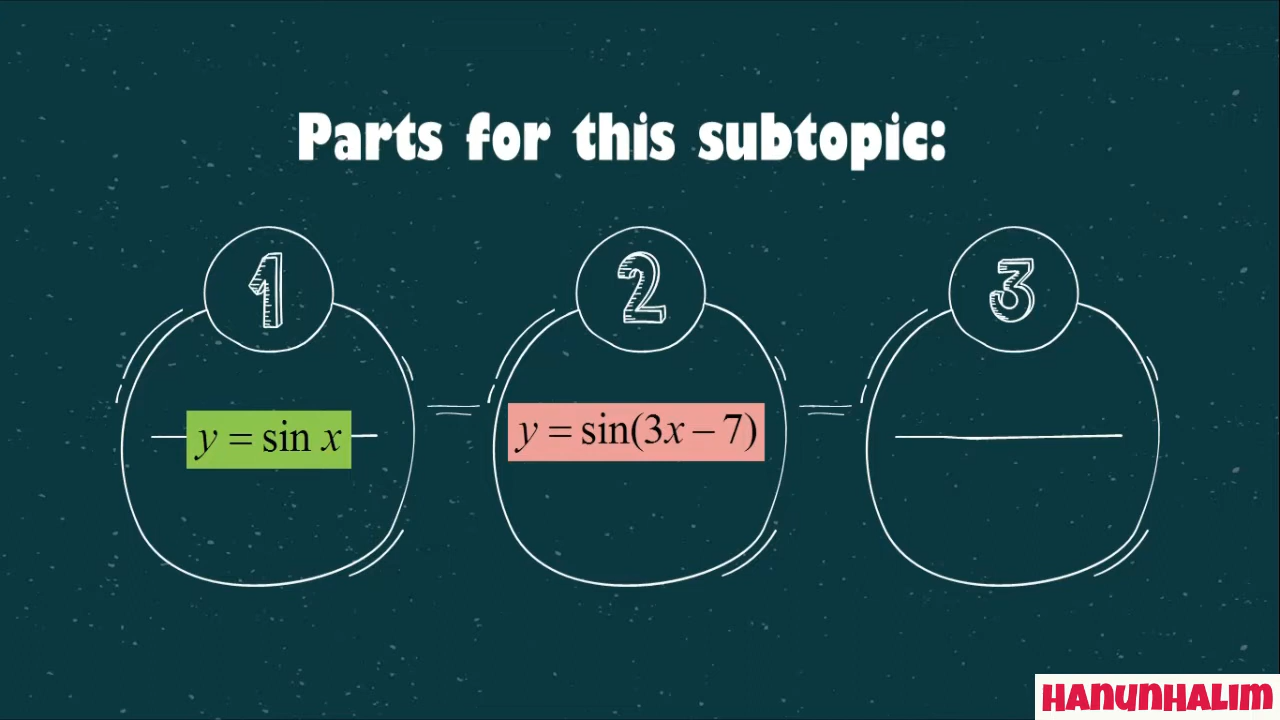 Parts for this subtopic:
1
2
3
y = sin x
y = sin(3x − 7)
HANUNHALIM